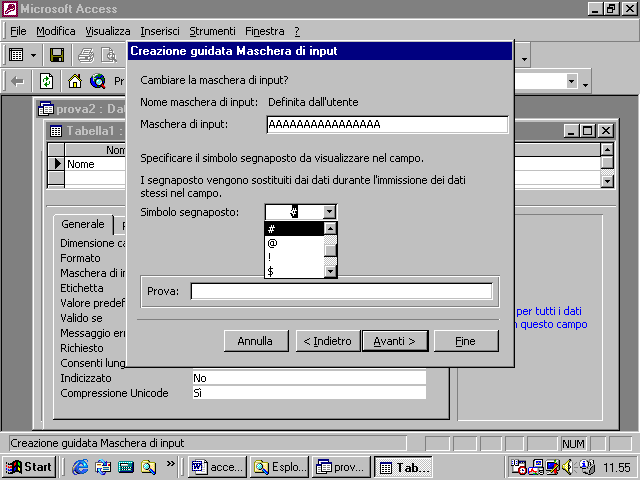 Microsoft Access
File Modifica Visualizza Inserisci Strumenti Finestra ?
Pr
prova2 : Dat
Tabella1 :
Nom
Nome
Creazione guidata Maschera di input
Cambiare la maschera di input?
Nome maschera di input: Definita dall'utente
Maschera di input: AAAAAAAAAAAAAAAA
Specificare il simbolo segnaposto da visualizzare nel campo.
I segnaposto vengono sostituiti dai dati durante l'immissione dei dati
stessi nel campo.
Simbolo segnaposto: #
#
@
!
$
Prova:
Annulla < Indietro Avanti > Fine
Generale
Dimensione ca
Formato
Maschera di in
Etichetta
Valore predef
Valido se
Messaggio err
Richiesto
Consenti lung
Indicizzato No
Compressione Unicode Sì
per tutti i dati
n questo campo
Creazione guidata Maschera di input NUM
Start » acce... Esplo... prov... Tab... 11.55